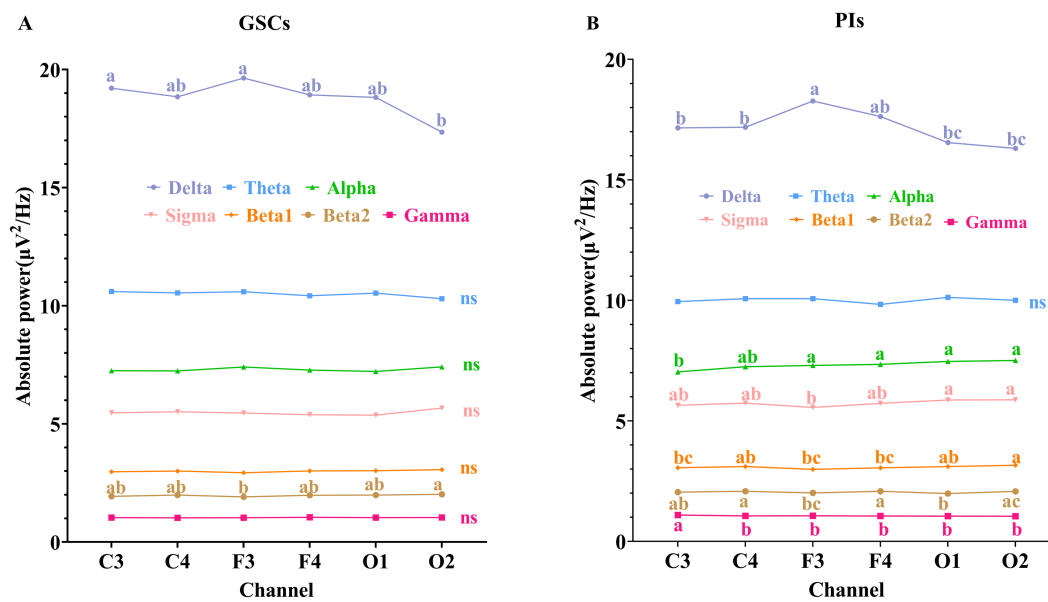 A
GSCs
Absolute power(μV²/Hz)
20
15
10
5
0
a ab a ab ab b
Delta Theta Alpha
Sigma Beta1 Beta2 Gamma
ns
ns
ns
ns
ab ab b ab ab a
ns
C3 C4 F3 F4 O1 O2
Channel
B
PIs
Absolute power(μV²/Hz)
20
15
10
5
0
b b a ab bc bc
Delta Theta Alpha
Sigma Beta1 Beta2 Gamma
ns
b ab a a a a
ab ab b ab a a
bc ab bc bc ab a
ab a bc a b ac
a b b b b b
C3 C4 F3 F4 O1 O2
Channel